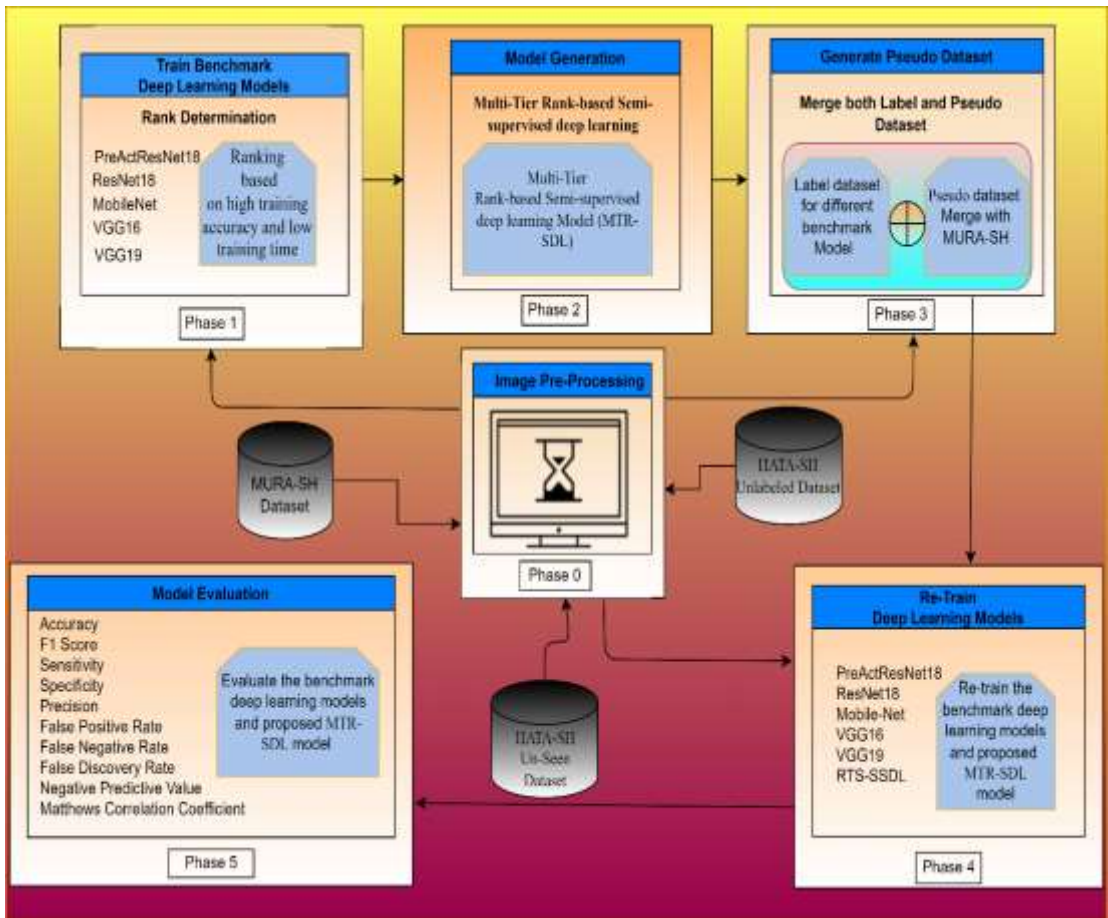 Train Benchmark
Deep Learning Models
Rank Determination
PreActResNet18
ResNet18
MobileNet
VGG16
VGG19
Ranking
based
on high training
accuracy and low
training time
Phase 1
Model Generation
Multi-Tier Rank-based Semi-
supervised deep learning
Multi-Tier
Rank-based Semi-supervised
deep learning Model (MTR-
SDL)
Phase 2
Generate Pseudo Dataset
Merge both Label and Pseudo
Dataset
Label dataset
for different
benchmark
Model
Pseudo dataset
Merge with
MURA-SH
Phase 3
Image Pre-Processing
Phase 0
MURA-SH
Dataset
Unlabeled Dataset
Un-Seen
Dataset
Re-Train
Deep Learning Models
PreActResNet18
ResNet18
Mobile-Net
VGG16
VGG19
RTS-SSDL
Re-train the
benchmark deep
learning models
and proposed
MTR-SDL
model
Phase 4
Model Evaluation
Accuracy
F1 Score
Sensitivity
Specificity
Precision
False Positive Rate
False Negative Rate
False Discovery Rate
Negative Predictive Value
Matthews Correlation Coefficient
Evaluate the benchmark
deep learning models
and proposed MTR-
SDL model
Phase 5